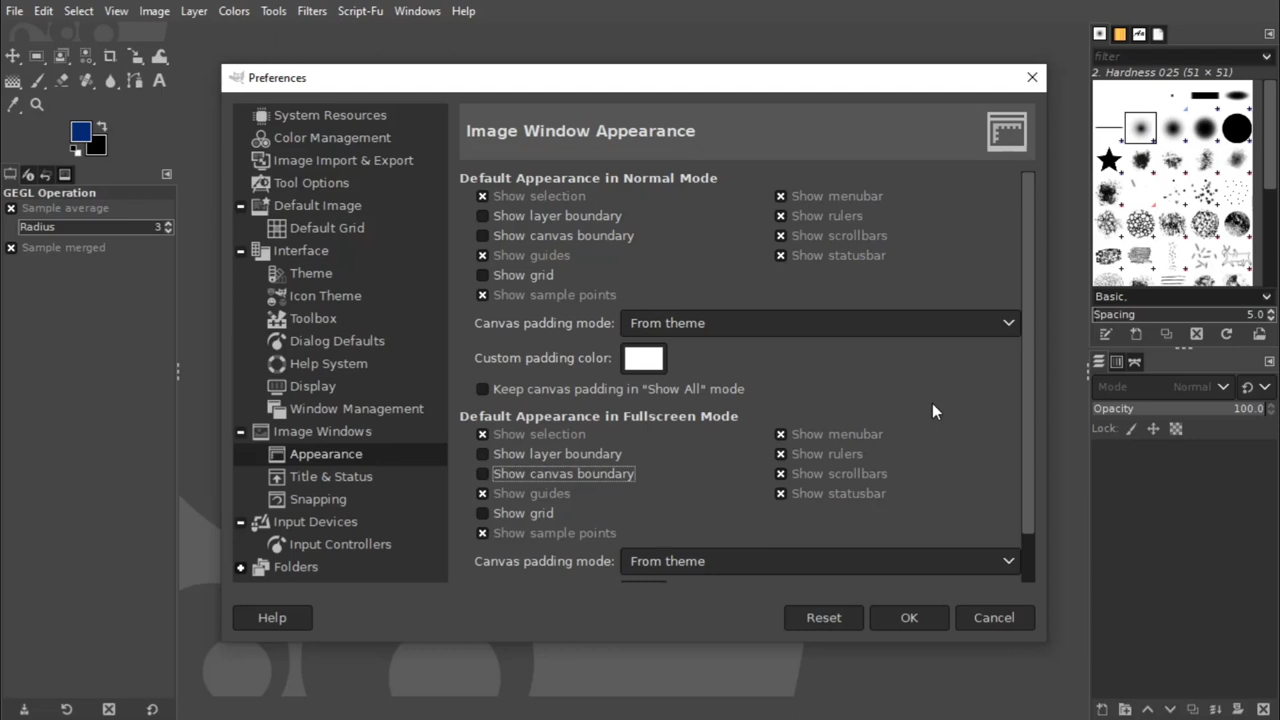 File Edit Select View Image Layer Colors Tools Filters Script-Fu Windows Help
GEGL Operation
Sample average
Radius 3
Sample merged
Preferences
System Resources
Color Management
Image Import & Export
Tool Options
Default Image
Default Grid
Interface
Theme
Icon Theme
Toolbox
Dialog Defaults
Help System
Display
Window Management
Image Windows
Appearance
Title & Status
Snapping
Input Devices
Input Controllers
Folders
Image Window Appearance
Default Appearance in Normal Mode
Show selection Show menubar
Show layer boundary Show rulers
Show canvas boundary Show scrollbars
Show guides Show statusbar
Show grid
Show sample points
Canvas padding mode: From theme
Custom padding color:
Keep canvas padding in "Show All" mode
Default Appearance in Fullscreen Mode
Show selection Show menubar
Show layer boundary Show rulers
Show canvas boundary Show scrollbars
Show guides Show statusbar
Show grid
Show sample points
Canvas padding mode: From theme
Help Reset OK Cancel
filter
2. Hardness 025 (51 × 51)
Basic,
Spacing 5.0
Mode Normal
Opacity 100.0
Lock: